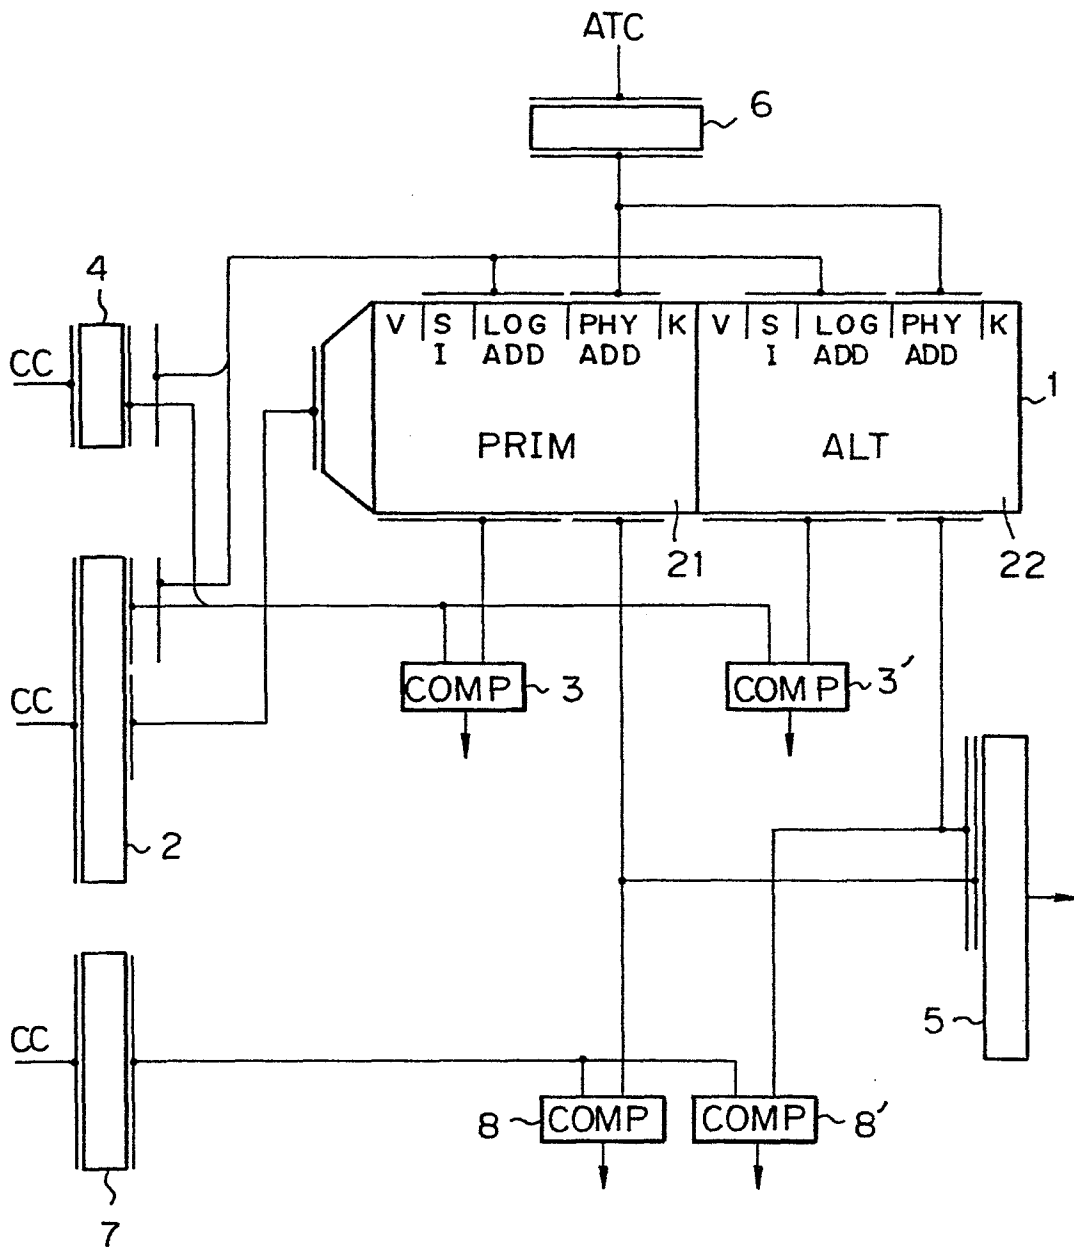 ATC
6
4
CC
V S LOG PHY K V S LOG PHY K
I ADD ADD I ADD ADD
1
PRIM ALT
21 22
COMP 3 COMP 3′
CC
2
5
CC
8 COMP COMP 8′
7